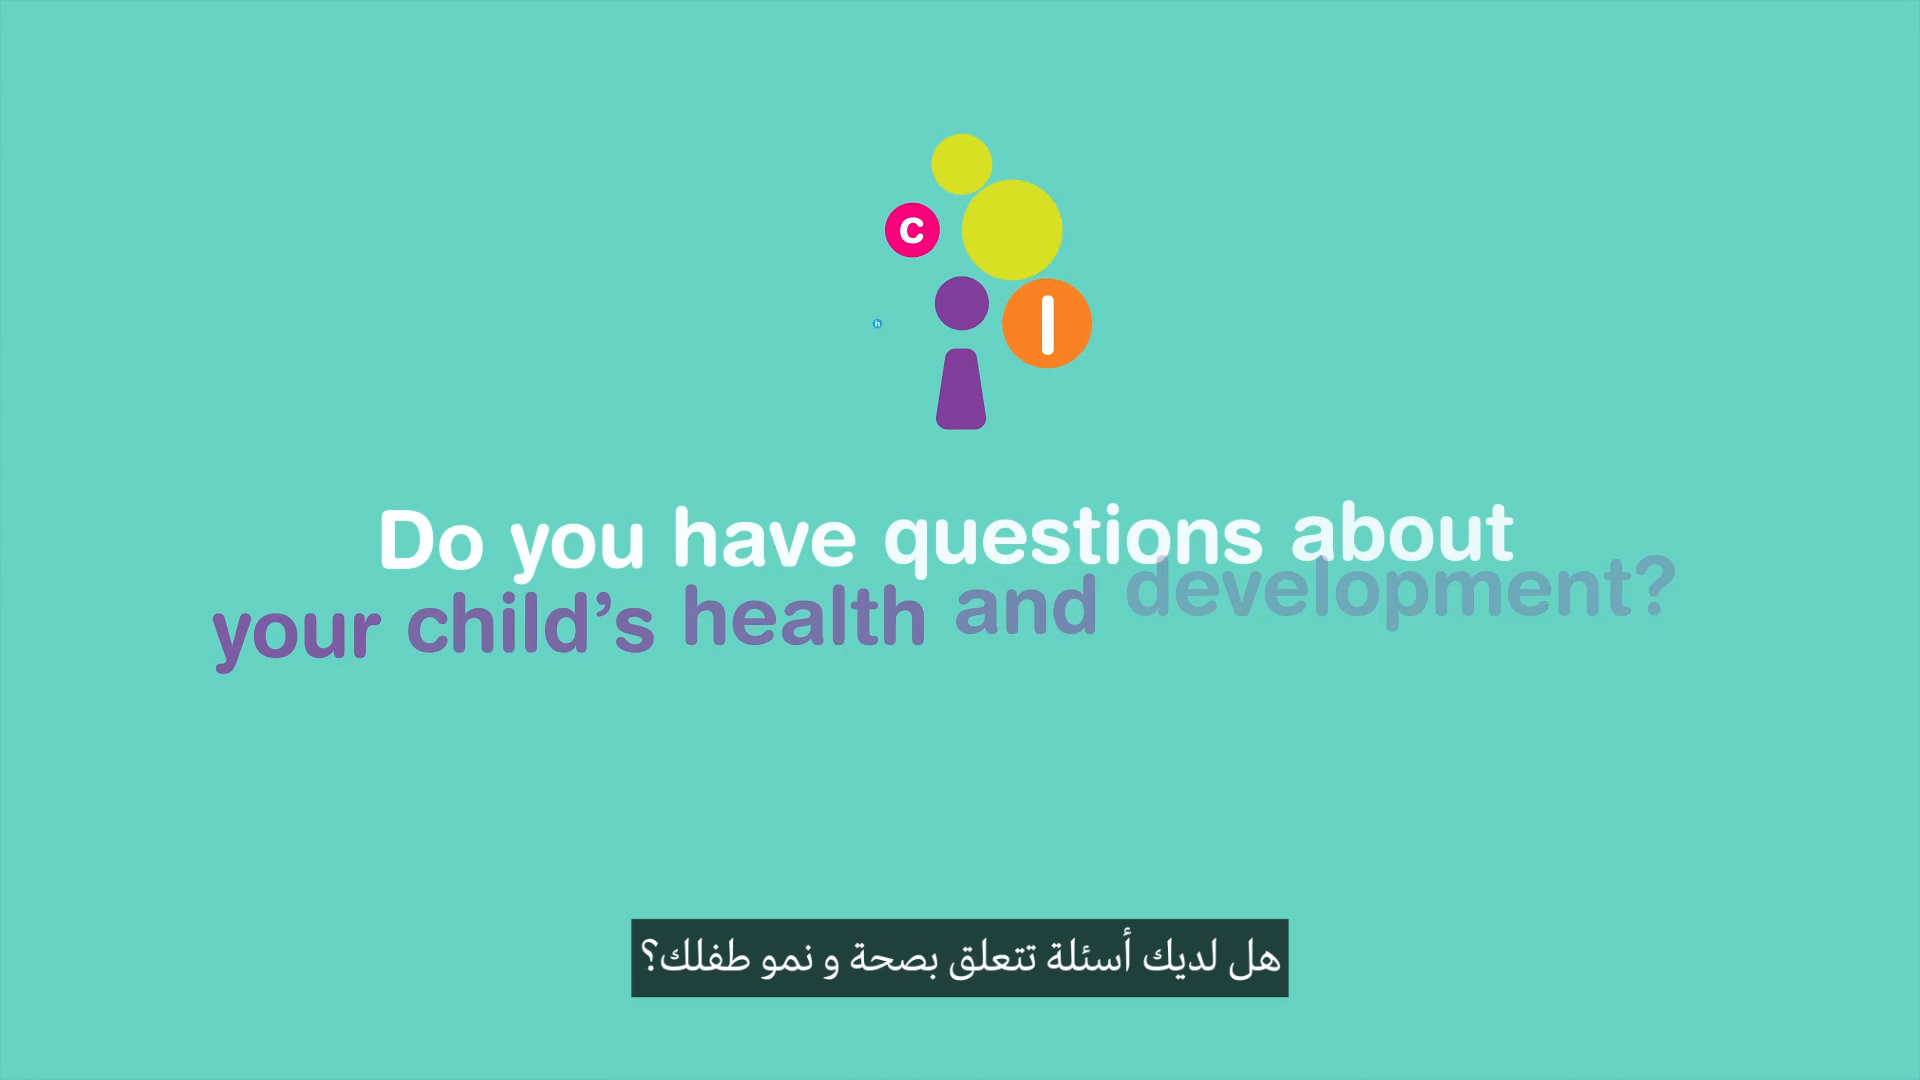 c
h
l
Do you have questions about
your child’s health and development?
هل لديك أسئلة تتعلق بصحة و نمو طفلك؟